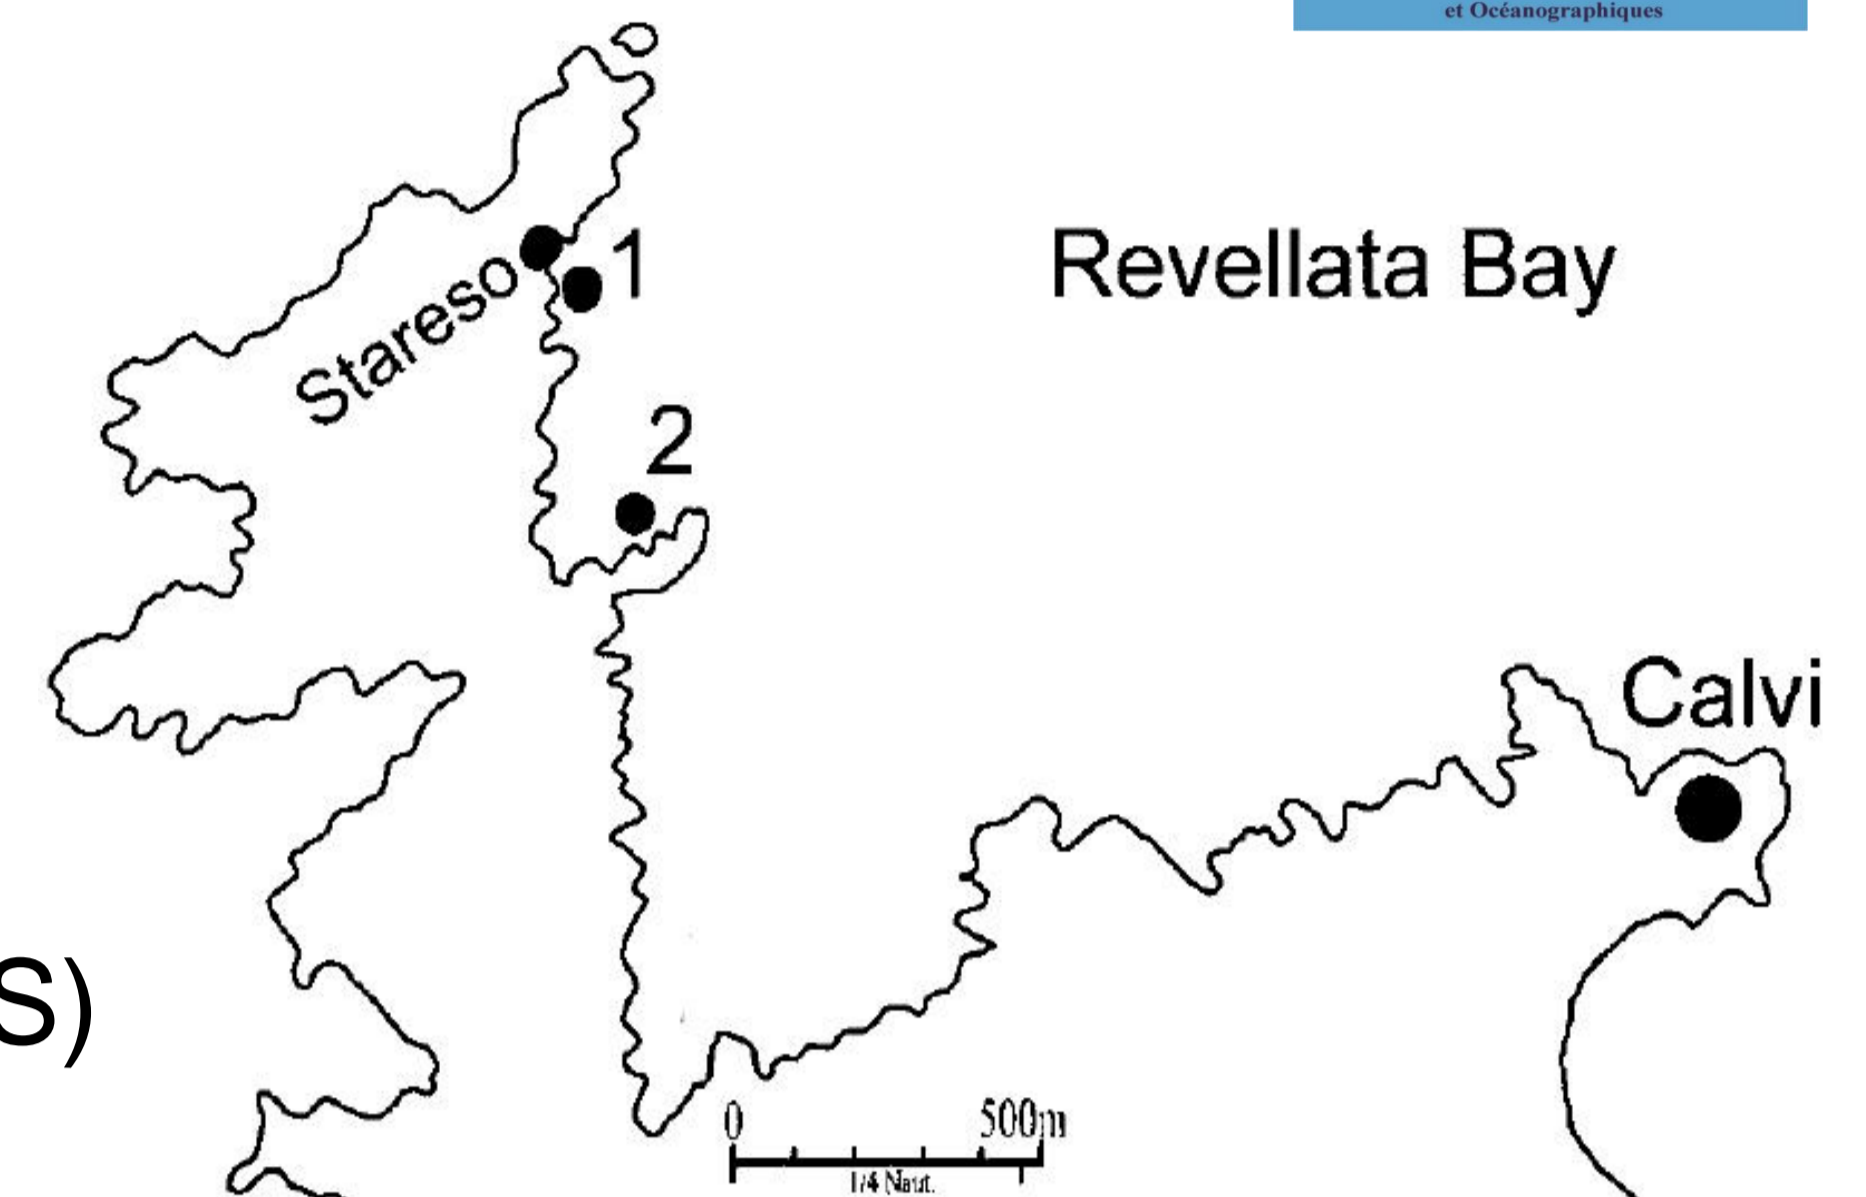 et Océanographiques
1
Revellata Bay
Stareso
2
Calvi
S)
0 500m
1/4 Naut.